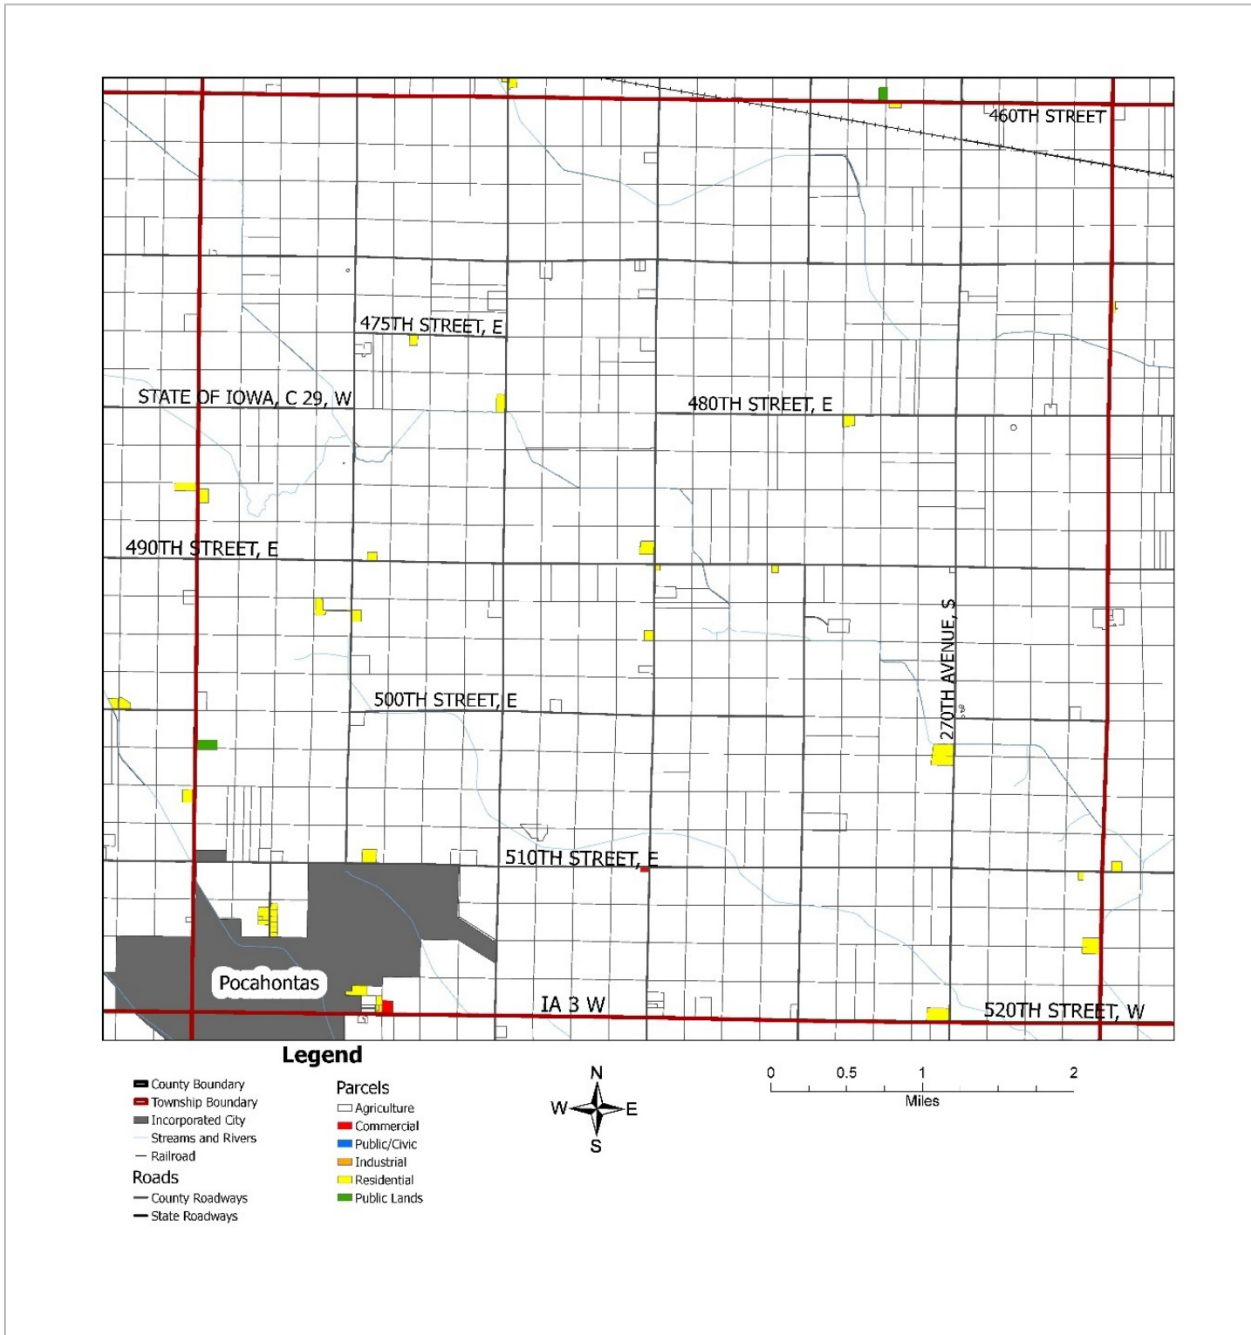 460TH STREET
475TH STREET, E
STATE OF IOWA, C 29, W
480TH STREET, E
490TH STREET, E
270TH AVENUE, S
500TH STREET, E
510TH STREET, E
Pocahontas
IA 3 W
520TH STREET, W
Legend
County Boundary
Township Boundary
Incorporated City
Streams and Rivers
Railroad
Roads
County Roadways
State Roadways
Parcels
Agriculture
Commercial
Public/Civic
Industrial
Residential
Public Lands
N
W E
S
0 0.5 1 2
Miles